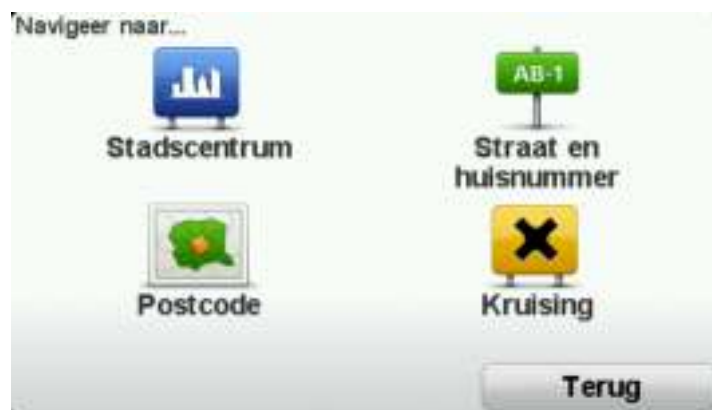 Navigeer naar...
AB-1
Stadscentrum
Straat en
huisnummer
Postcode
Kruising
Terug